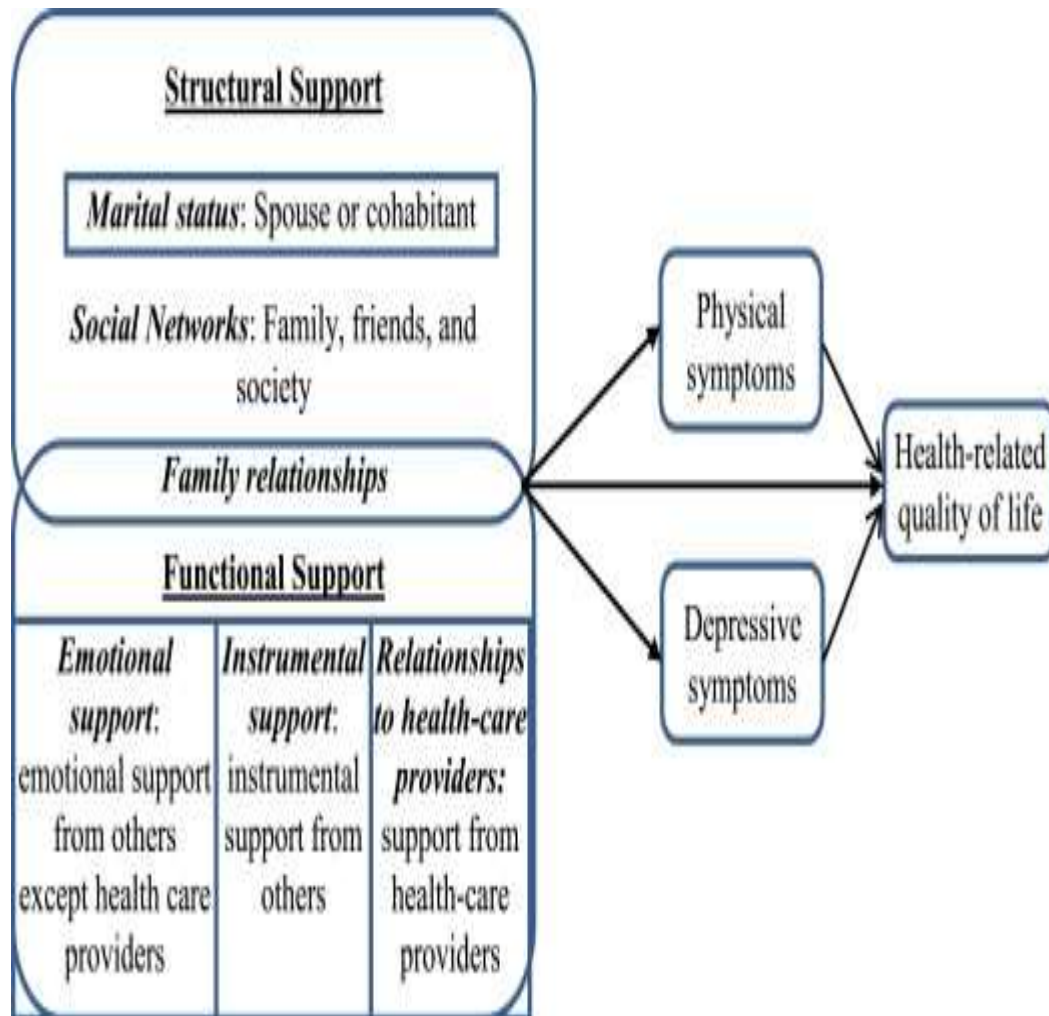 Structural Support
Marital status: Spouse or cohabitant
Social Networks: Family, friends, and
society
Family relationships
Functional Support
Emotional
support:
emotional support
from others
except health care
providers
Instrumental
support:
instrumental
support from
others
Relationships
to health-care
providers:
support from
health-care
providers
Physical
symptoms
Depressive
symptoms
Health-related
quality of life